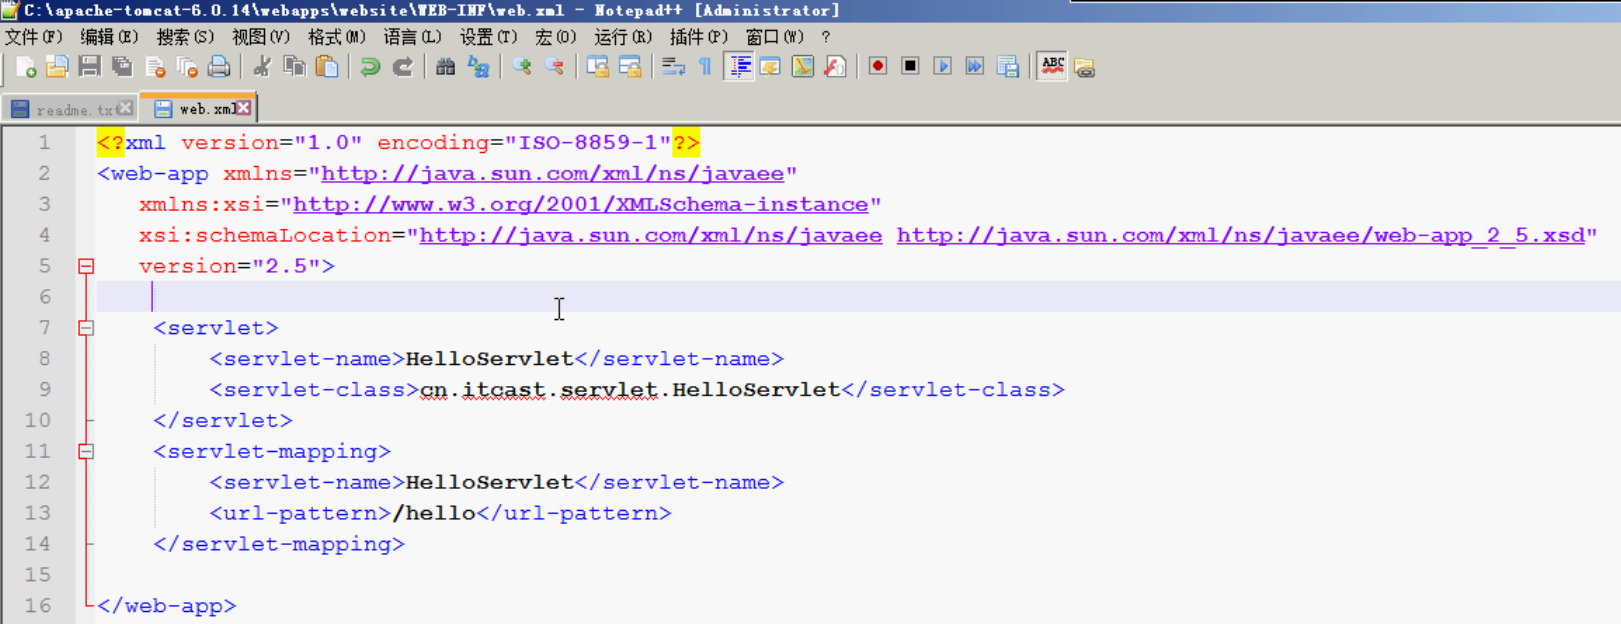 C:\apache-tomcat-6.0.14\webapps\website\WEB-INF\web.xml - Notepad++ [Administrator]
文件(F) 编辑(E) 搜索(S) 视图(V) 格式(M) 语言(L) 设置(T) 宏(O) 运行(R) 插件(P) 窗口(W) ?
ABC
readme.txt web.xml
1 <?xml version="1.0" encoding="ISO-8859-1"?>
2 <web-app xmlns="http://java.sun.com/xml/ns/javaee"
3 xmlns:xsi="http://www.w3.org/2001/XMLSchema-instance"
4 xsi:schemaLocation="http://java.sun.com/xml/ns/javaee http://java.sun.com/xml/ns/javaee/web-app_2_5.xsd"
5 version="2.5">
6
7 <servlet>
8 <servlet-name>HelloServlet</servlet-name>
9 <servlet-class>cn.itcast.servlet.HelloServlet</servlet-class>
10 </servlet>
11 <servlet-mapping>
12 <servlet-name>HelloServlet</servlet-name>
13 <url-pattern>/hello</url-pattern>
14 </servlet-mapping>
15
16 </web-app>